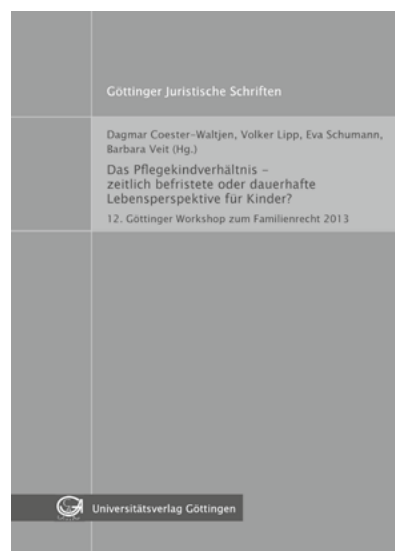 Göttinger Juristische Schriften
Dagmar Coester-Waltjen, Volker Lipp, Eva Schumann,
Barbara Veit (Hg.)
Das Pflegekindverhältnis –
zeitlich befristete oder dauerhafte
Lebensperspektive für Kinder?
12. Göttinger Workshop zum Familienrecht 2013
Universitätsverlag Göttingen